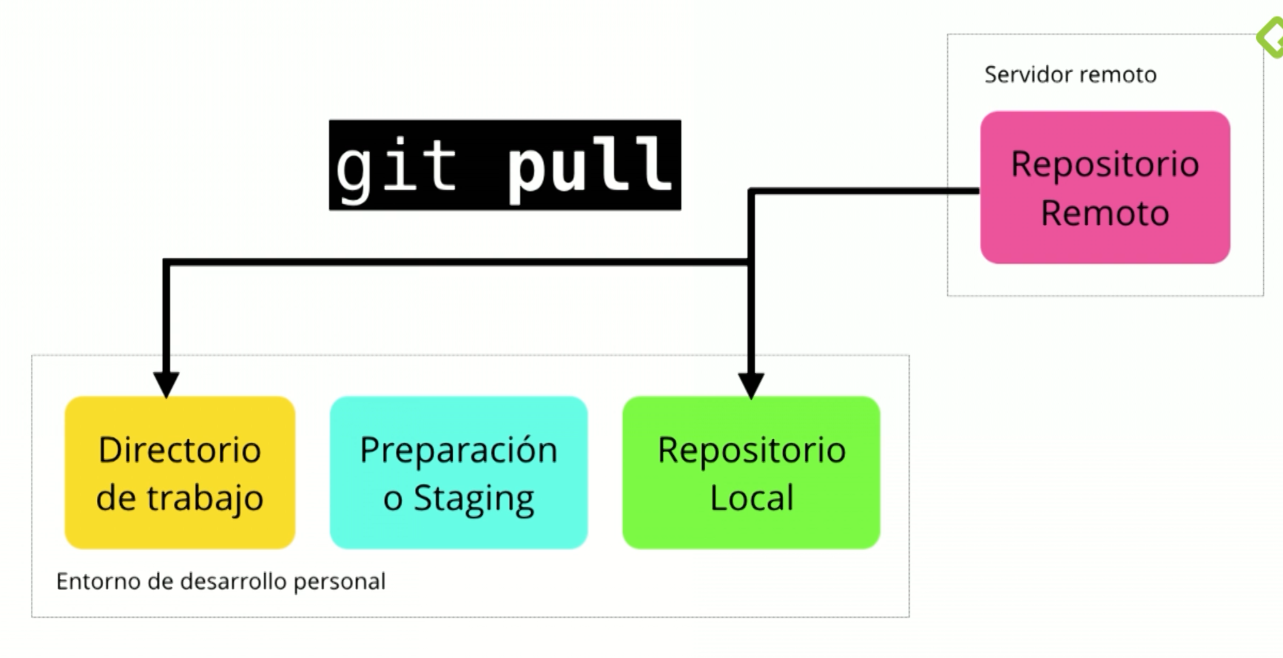 Servidor remoto
git pull
Repositorio
Remoto
Directorio
de trabajo
Preparación
o Staging
Repositorio
Local
Entorno de desarrollo personal